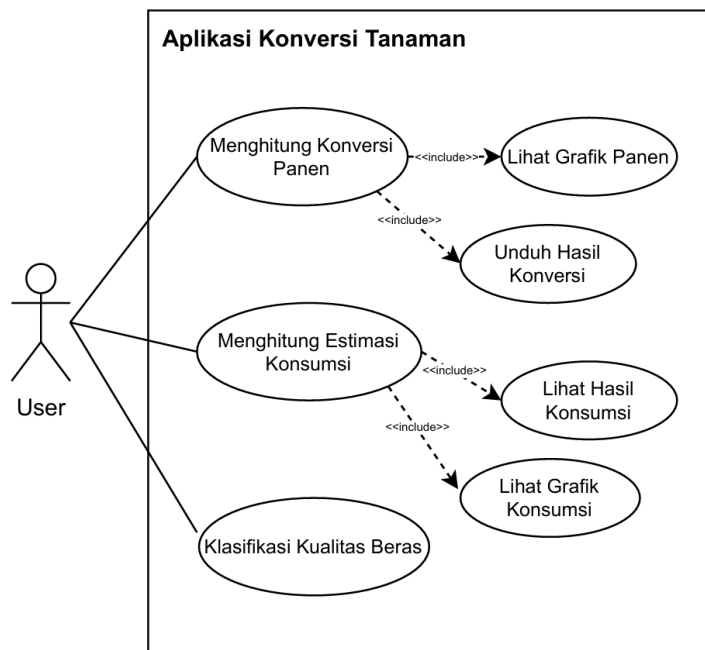 Aplikasi Konversi Tanaman
Menghitung Konversi
Panen
<<include>>
Lihat Grafik Panen
<<include>>
Unduh Hasil
Konversi
User
Menghitung Estimasi
Konsumsi
<<include>>
Lihat Hasil
Konsumsi
<<include>>
Lihat Grafik
Konsumsi
Klasifikasi Kualitas Beras